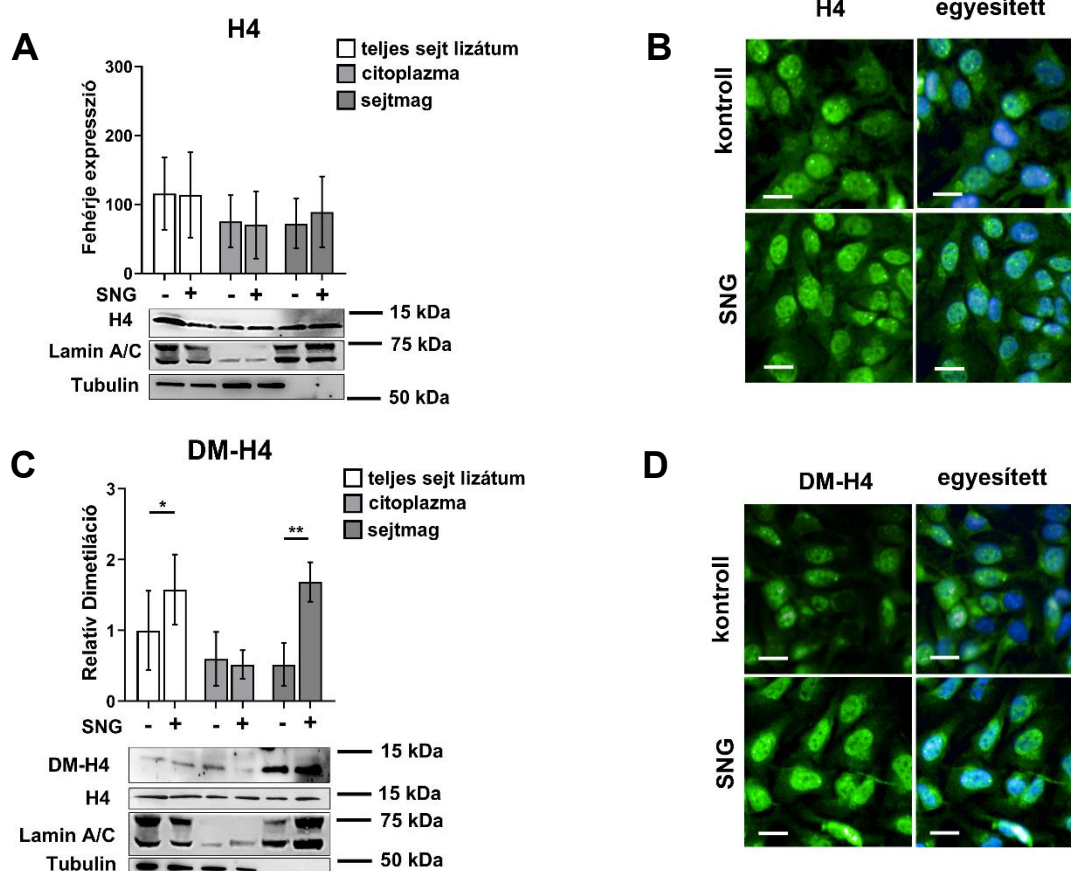 A
H4
teljes sejt lizátum
citoplazma
sejtmag
Fehérje expresszió
300
200
100
0
SNG - + - + - +
H4
15 kDa
Lamin A/C
75 kDa
Tubulin
50 kDa
B
H4 egyesített
kontroll
SNG
C
DM-H4
teljes sejt lizátum
citoplazma
sejtmag
Relatív Dimetiláció
3
2
1
0
*
**
SNG - + - + - +
DM-H4
15 kDa
H4
15 kDa
Lamin A/C
75 kDa
Tubulin
50 kDa
D
DM-H4 egyesített
kontroll
SNG